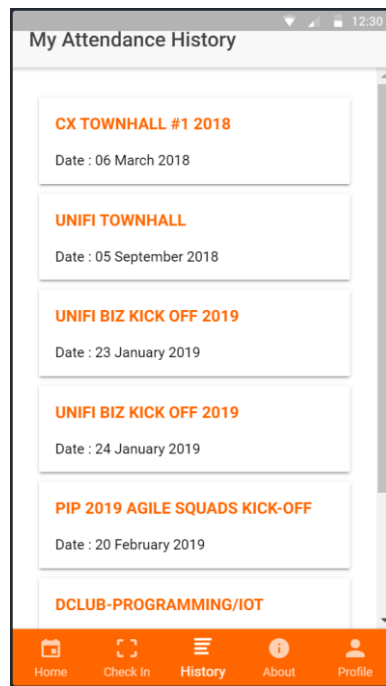 12:30
My Attendance History
CX TOWNHALL #1 2018
Date : 06 March 2018
UNIFI TOWNHALL
Date : 05 September 2018
UNIFI BIZ KICK OFF 2019
Date : 23 January 2019
UNIFI BIZ KICK OFF 2019
Date : 24 January 2019
PIP 2019 AGILE SQUADS KICK-OFF
Date : 20 February 2019
DCLUB-PROGRAMMING/IOT
Home Check In History About Profile